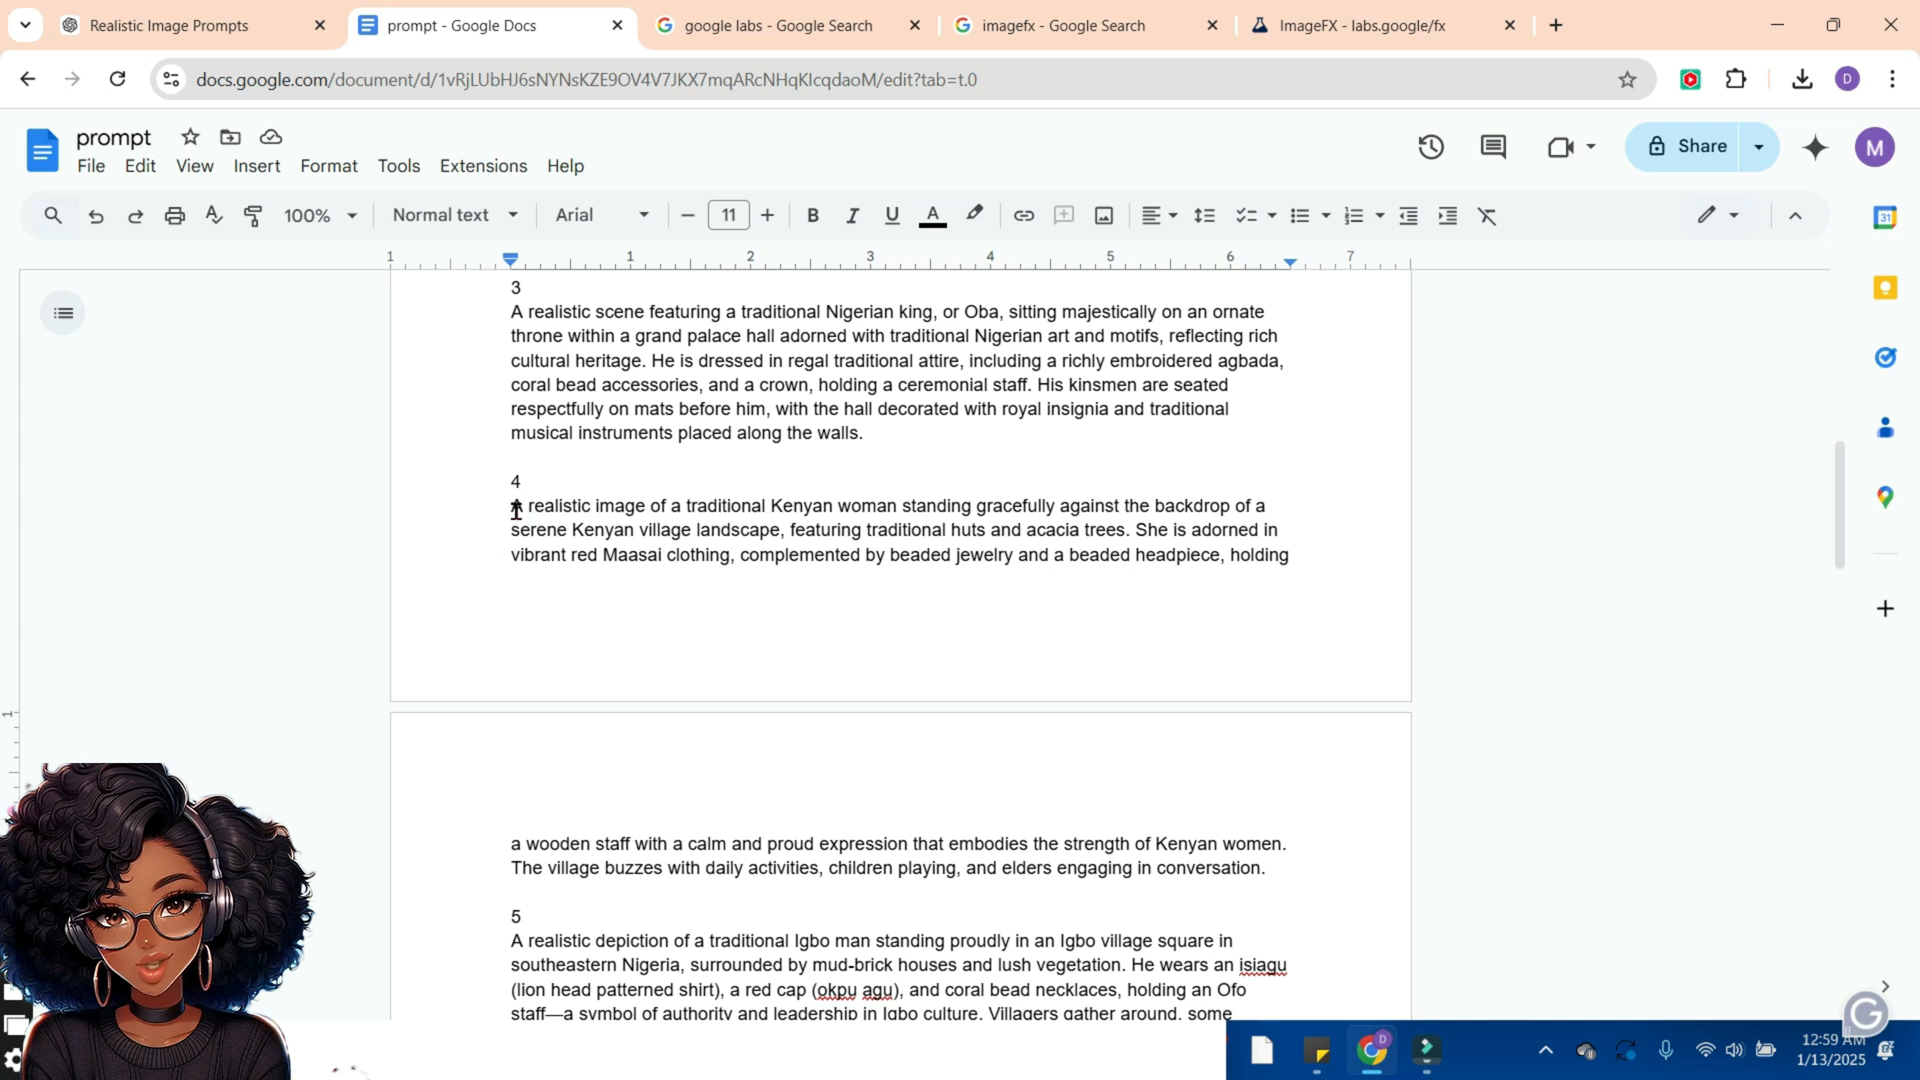 Realistic Image Prompts
prompt - Google Docs
google labs - Google Search
imagefx - Google Search
ImageFX - labs.google/fx
docs.google.com/document/d/1vRjLUbHJ6sNYNsKZE9OV4V7JKX7mqARcNHqKIcqdaoM/edit?tab=t.0
D
prompt
File Edit View Insert Format Tools Extensions Help
Share
M
100% Normal text Arial 11 B I U A
31
1 1 2 3 4 5 6 7
3
A realistic scene featuring a traditional Nigerian king, or Oba, sitting majestically on an ornate
throne within a grand palace hall adorned with traditional Nigerian art and motifs, reflecting rich
cultural heritage. He is dressed in regal traditional attire, including a richly embroidered agbada,
coral bead accessories, and a crown, holding a ceremonial staff. His kinsmen are seated
respectfully on mats before him, with the hall decorated with royal insignia and traditional
musical instruments placed along the walls.
4
A realistic image of a traditional Kenyan woman standing gracefully against the backdrop of a
serene Kenyan village landscape, featuring traditional huts and acacia trees. She is adorned in
vibrant red Maasai clothing, complemented by beaded jewelry and a beaded headpiece, holding
1
a wooden staff with a calm and proud expression that embodies the strength of Kenyan women.
The village buzzes with daily activities, children playing, and elders engaging in conversation.
5
A realistic depiction of a traditional Igbo man standing proudly in an Igbo village square in
southeastern Nigeria, surrounded by mud-brick houses and lush vegetation. He wears an isiagu
(lion head patterned shirt), a red cap (okpu agu), and coral bead necklaces, holding an Ofo
staff—a symbol of authority and leadership in Igbo culture. Villagers gather around, some
D
12:59 AM
1/13/2025